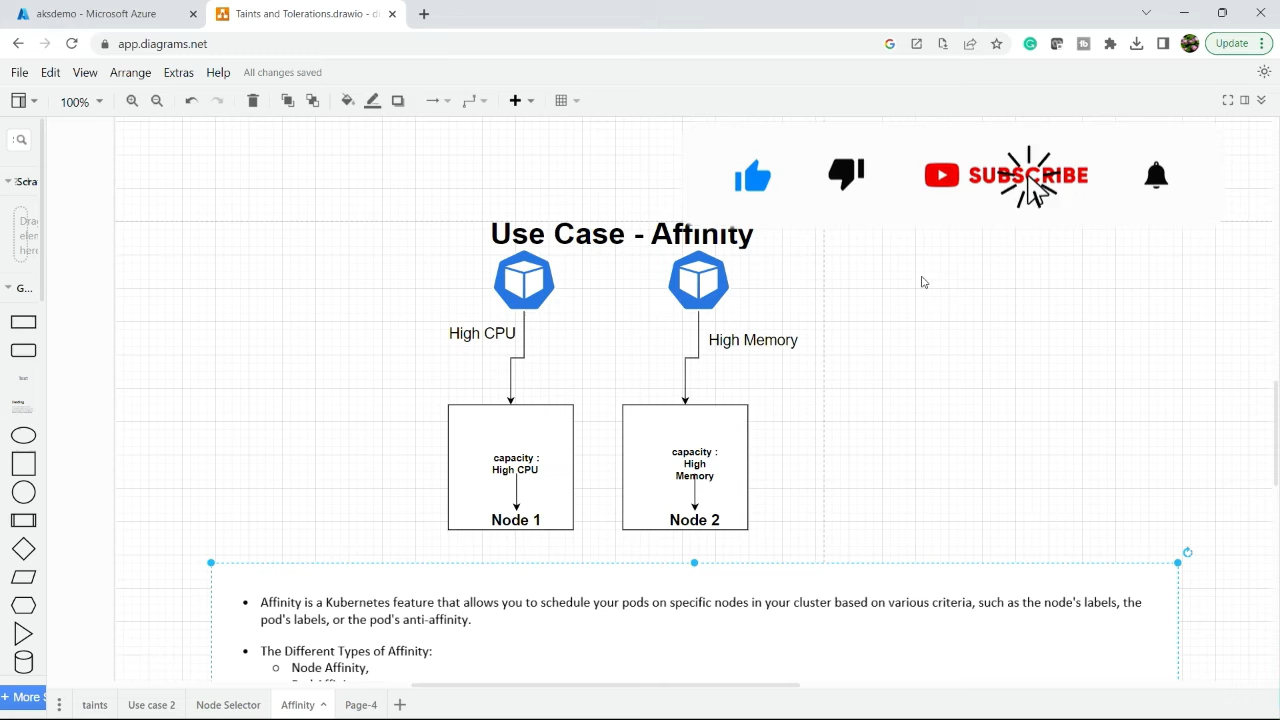 aksdemo - Microsoft Azure
Taints and Tolerations.drawio - di
app.diagrams.net
Update
File Edit View Arrange Extras Help All changes saved
100%
Scra
SUBSCRIBE
Use Case - Affinity
High CPU
High Memory
capacity :
High CPU
Node 1
capacity :
High
Memory
Node 2
G...
• Affinity is a Kubernetes feature that allows you to schedule your pods on specific nodes in your cluster based on various criteria, such as the node's labels, the
pod's labels, or the pod's anti-affinity.
• The Different Types of Affinity:
o Node Affinity,
+ More S
taints Use case 2 Node Selector Affinity Page-4